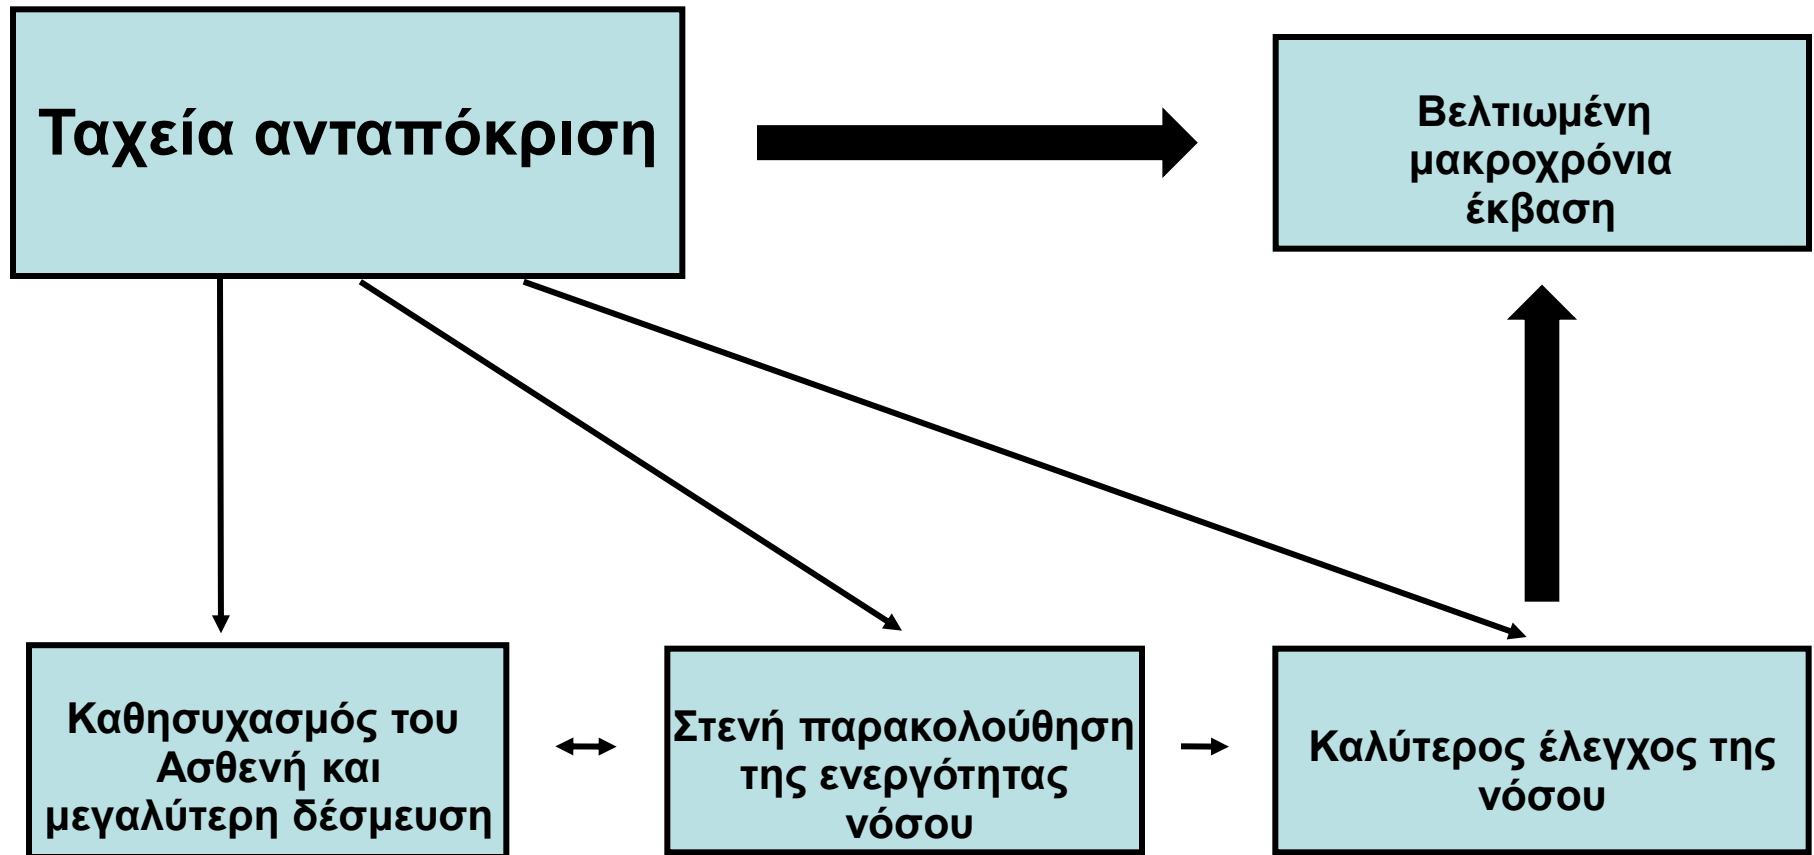 Ταχεία ανταπόκριση
Βελτιωμένη
μακροχρόνια
έκβαση
Καθησυχασμός του
Ασθενή και
μεγαλύτερη δέσμευση
Στενή παρακολούθηση
της ενεργότητας
νόσου
Καλύτερος έλεγχος της
νόσου